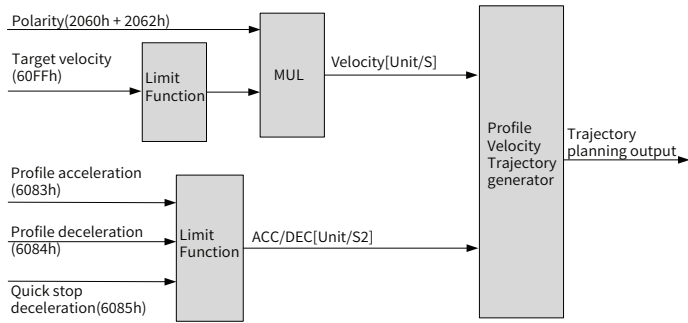 Polarity(2060h + 2062h)
Target velocity
(60FFh)
Limit
Function
MUL
Velocity[Unit/S]
Profile
Velocity
Trajectory
generator
Trajectory
planning output
Profile acceleration
(6083h)
Profile deceleration
(6084h)
Quick stop
deceleration(6085h)
Limit
Function
ACC/DEC[Unit/S2]